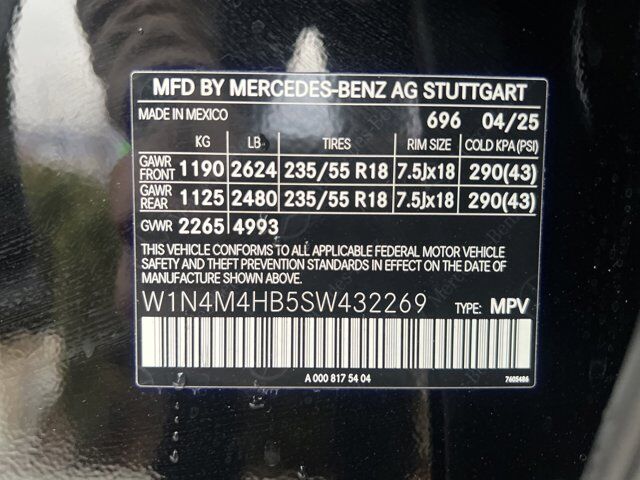 MFD BY MERCEDES-BENZ AG STUTTGART
MADE IN MEXICO 696 04/25
KG LB TIRES RIM SIZE COLD KPA(PSI)
GAWR FRONT 1190 2624 235/55 R18 7.5Jx18 290(43)
GAWR REAR 1125 2480 235/55 R18 7.5Jx18 290(43)
GWR 2265 4993
THIS VEHICLE CONFORMS TO ALL APPLICABLE FEDERAL MOTOR VEHICLE
SAFETY AND THEFT PREVENTION STANDARDS IN EFFECT ON THE DATE OF
MANUFACTURE SHOWN ABOVE.
W1N4M4HB5SW432269 TYPE: MPV
A 000 817 54 04 7605486